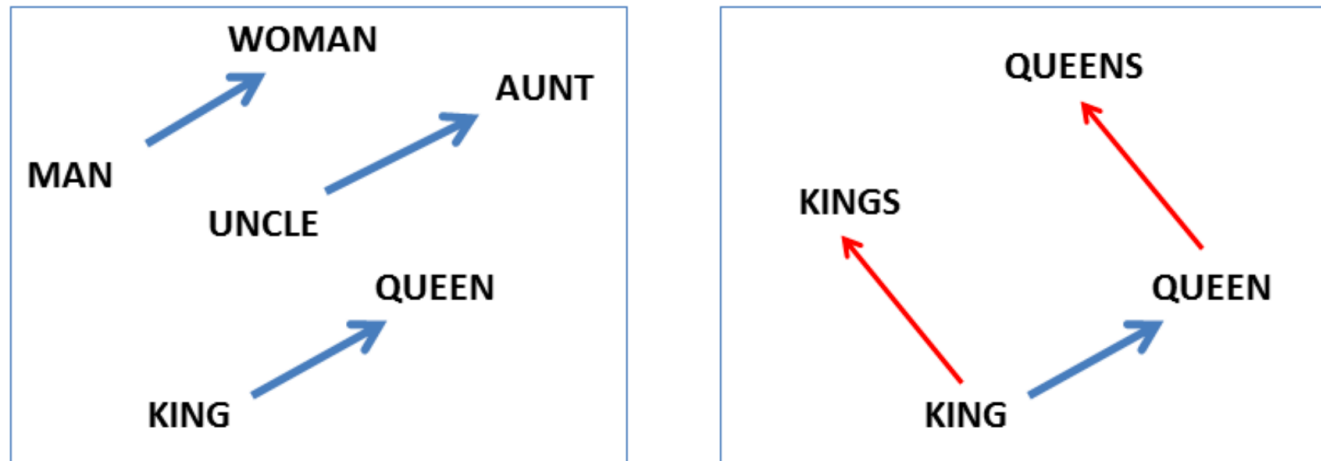 WOMAN
AUNT
MAN
UNCLE
QUEEN
KING
QUEENS
KINGS
QUEEN
KING